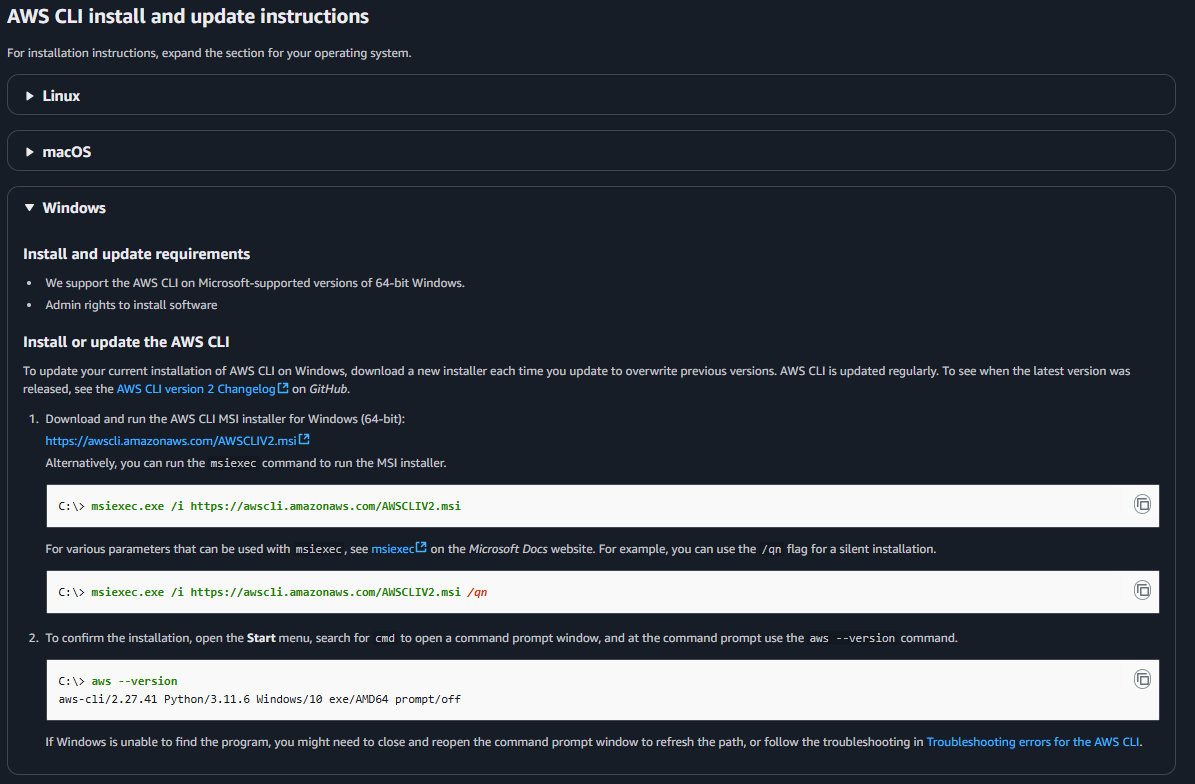 AWS CLI install and update instructions
For installation instructions, expand the section for your operating system.
Linux
macOS
Windows
Install and update requirements
We support the AWS CLI on Microsoft-supported versions of 64-bit Windows.
Admin rights to install software
Install or update the AWS CLI
To update your current installation of AWS CLI on Windows, download a new installer each time you update to overwrite previous versions. AWS CLI is updated regularly. To see when the latest version was
released, see the AWS CLI version 2 Changelog on GitHub.
1. Download and run the AWS CLI MSI installer for Windows (64-bit):
https://awscli.amazonaws.com/AWSCLIV2.msi
Alternatively, you can run the msiexec command to run the MSI installer.
C:\> msiexec.exe /i https://awscli.amazonaws.com/AWSCLIV2.msi
For various parameters that can be used with msiexec, see msiexec on the Microsoft Docs website. For example, you can use the /qn flag for a silent installation.
C:\> msiexec.exe /i https://awscli.amazonaws.com/AWSCLIV2.msi /qn
2. To confirm the installation, open the Start menu, search for cmd to open a command prompt window, and at the command prompt use the aws --version command.
C:\> aws --version
aws-cli/2.27.41 Python/3.11.6 Windows/10 exe/AMD64 prompt/off
If Windows is unable to find the program, you might need to close and reopen the command prompt window to refresh the path, or follow the troubleshooting in Troubleshooting errors for the AWS CLI.